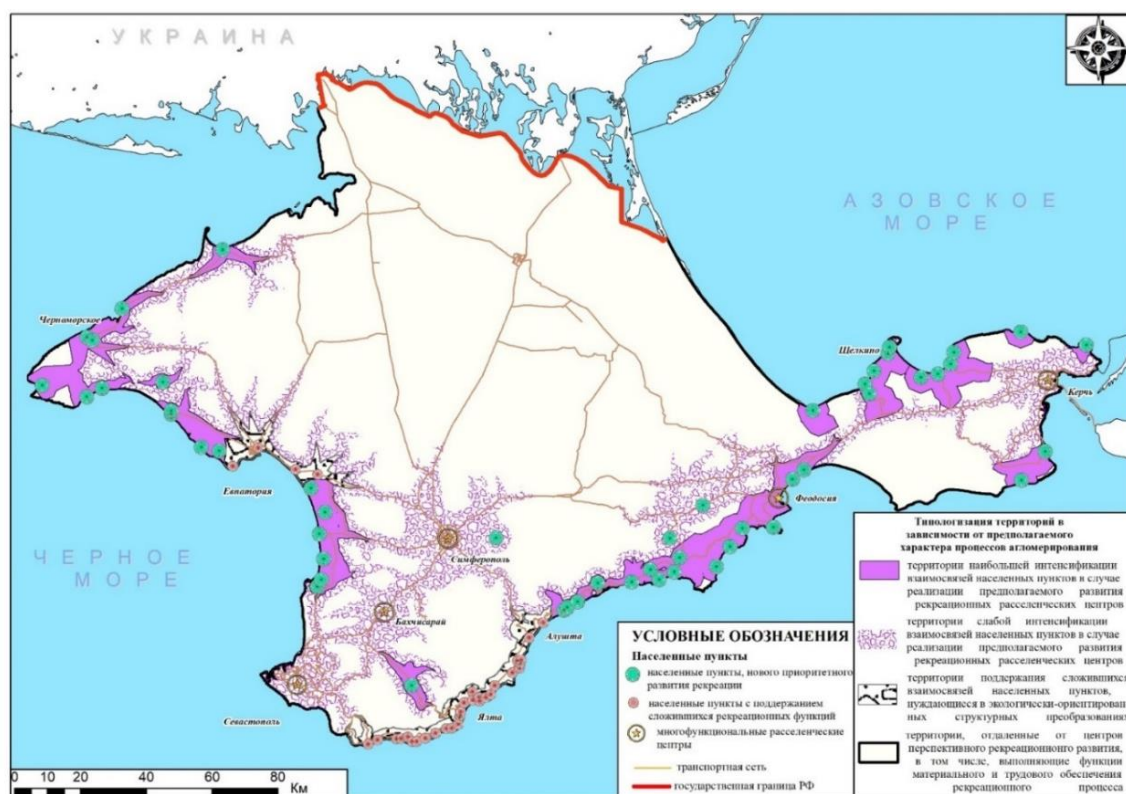 УКРАИНА
АЗОВСКОЕ
МОРЕ
Черноморское
Щелкино
Керчь
Евпатория
Феодосия
ЧЕРНОЕ
МОРЕ
Симферополь
Бахчисарай
Алушта
Севастополь
Ялта
0 10 20 40 60 80
Км
УСЛОВНЫЕ ОБОЗНАЧЕНИЯ
Населенные пункты
населенные пункты, нового приоритетного
развития рекреации
населенные пункты с поддержанием
сложившихся рекреационных функций
многофункциональные расселенческие
центры
транспортная сеть
государственная граница РФ
Типологизация территорий в
зависимости от предполагаемого
характера процессов агломерирования
территории наибольшей интенсификации
взаимосвязей населенных пунктов в случае
реализации предполагаемого развития
рекреационных расселенческих центров
территории слабой интенсификации
взаимосвязей населенных пунктов в случае
реализации предполагаемого развития
рекреационных расселенческих центров
территории поддержания сложившихся
взаимосвязей населенных пунктов,
нуждающиеся в экологически-ориентирован-
ных структурных преобразованиях
территории, отдаленные от центров
перспективного рекреационного развития,
в том числе, выполняющие функции
материального и трудового обеспечения
рекреационного процесса